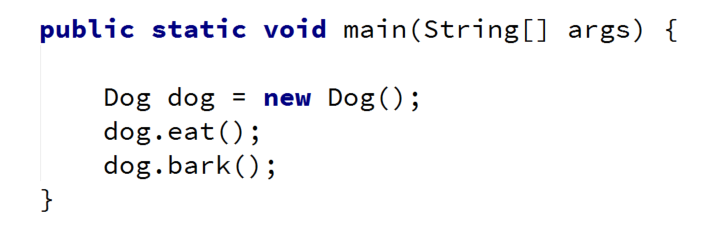 public static void main(String[] args) {
Dog dog = new Dog();
dog.eat();
dog.bark();
}